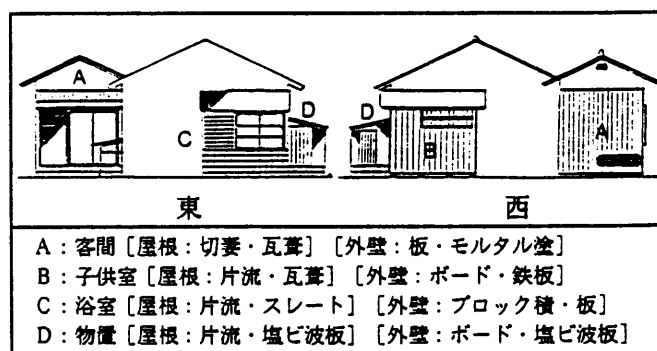 A D D A
C B
東 西
A：客間［屋根：切妻・瓦葺］［外壁：板・モルタル塗］
B：子供室［屋根：片流・瓦葺］［外壁：ボード・鉄板］
C：浴室［屋根：片流・スレート］［外壁：ブロック積・板］
D：物置［屋根：片流・塩ビ波板］［外壁：ボード・塩ビ波板］